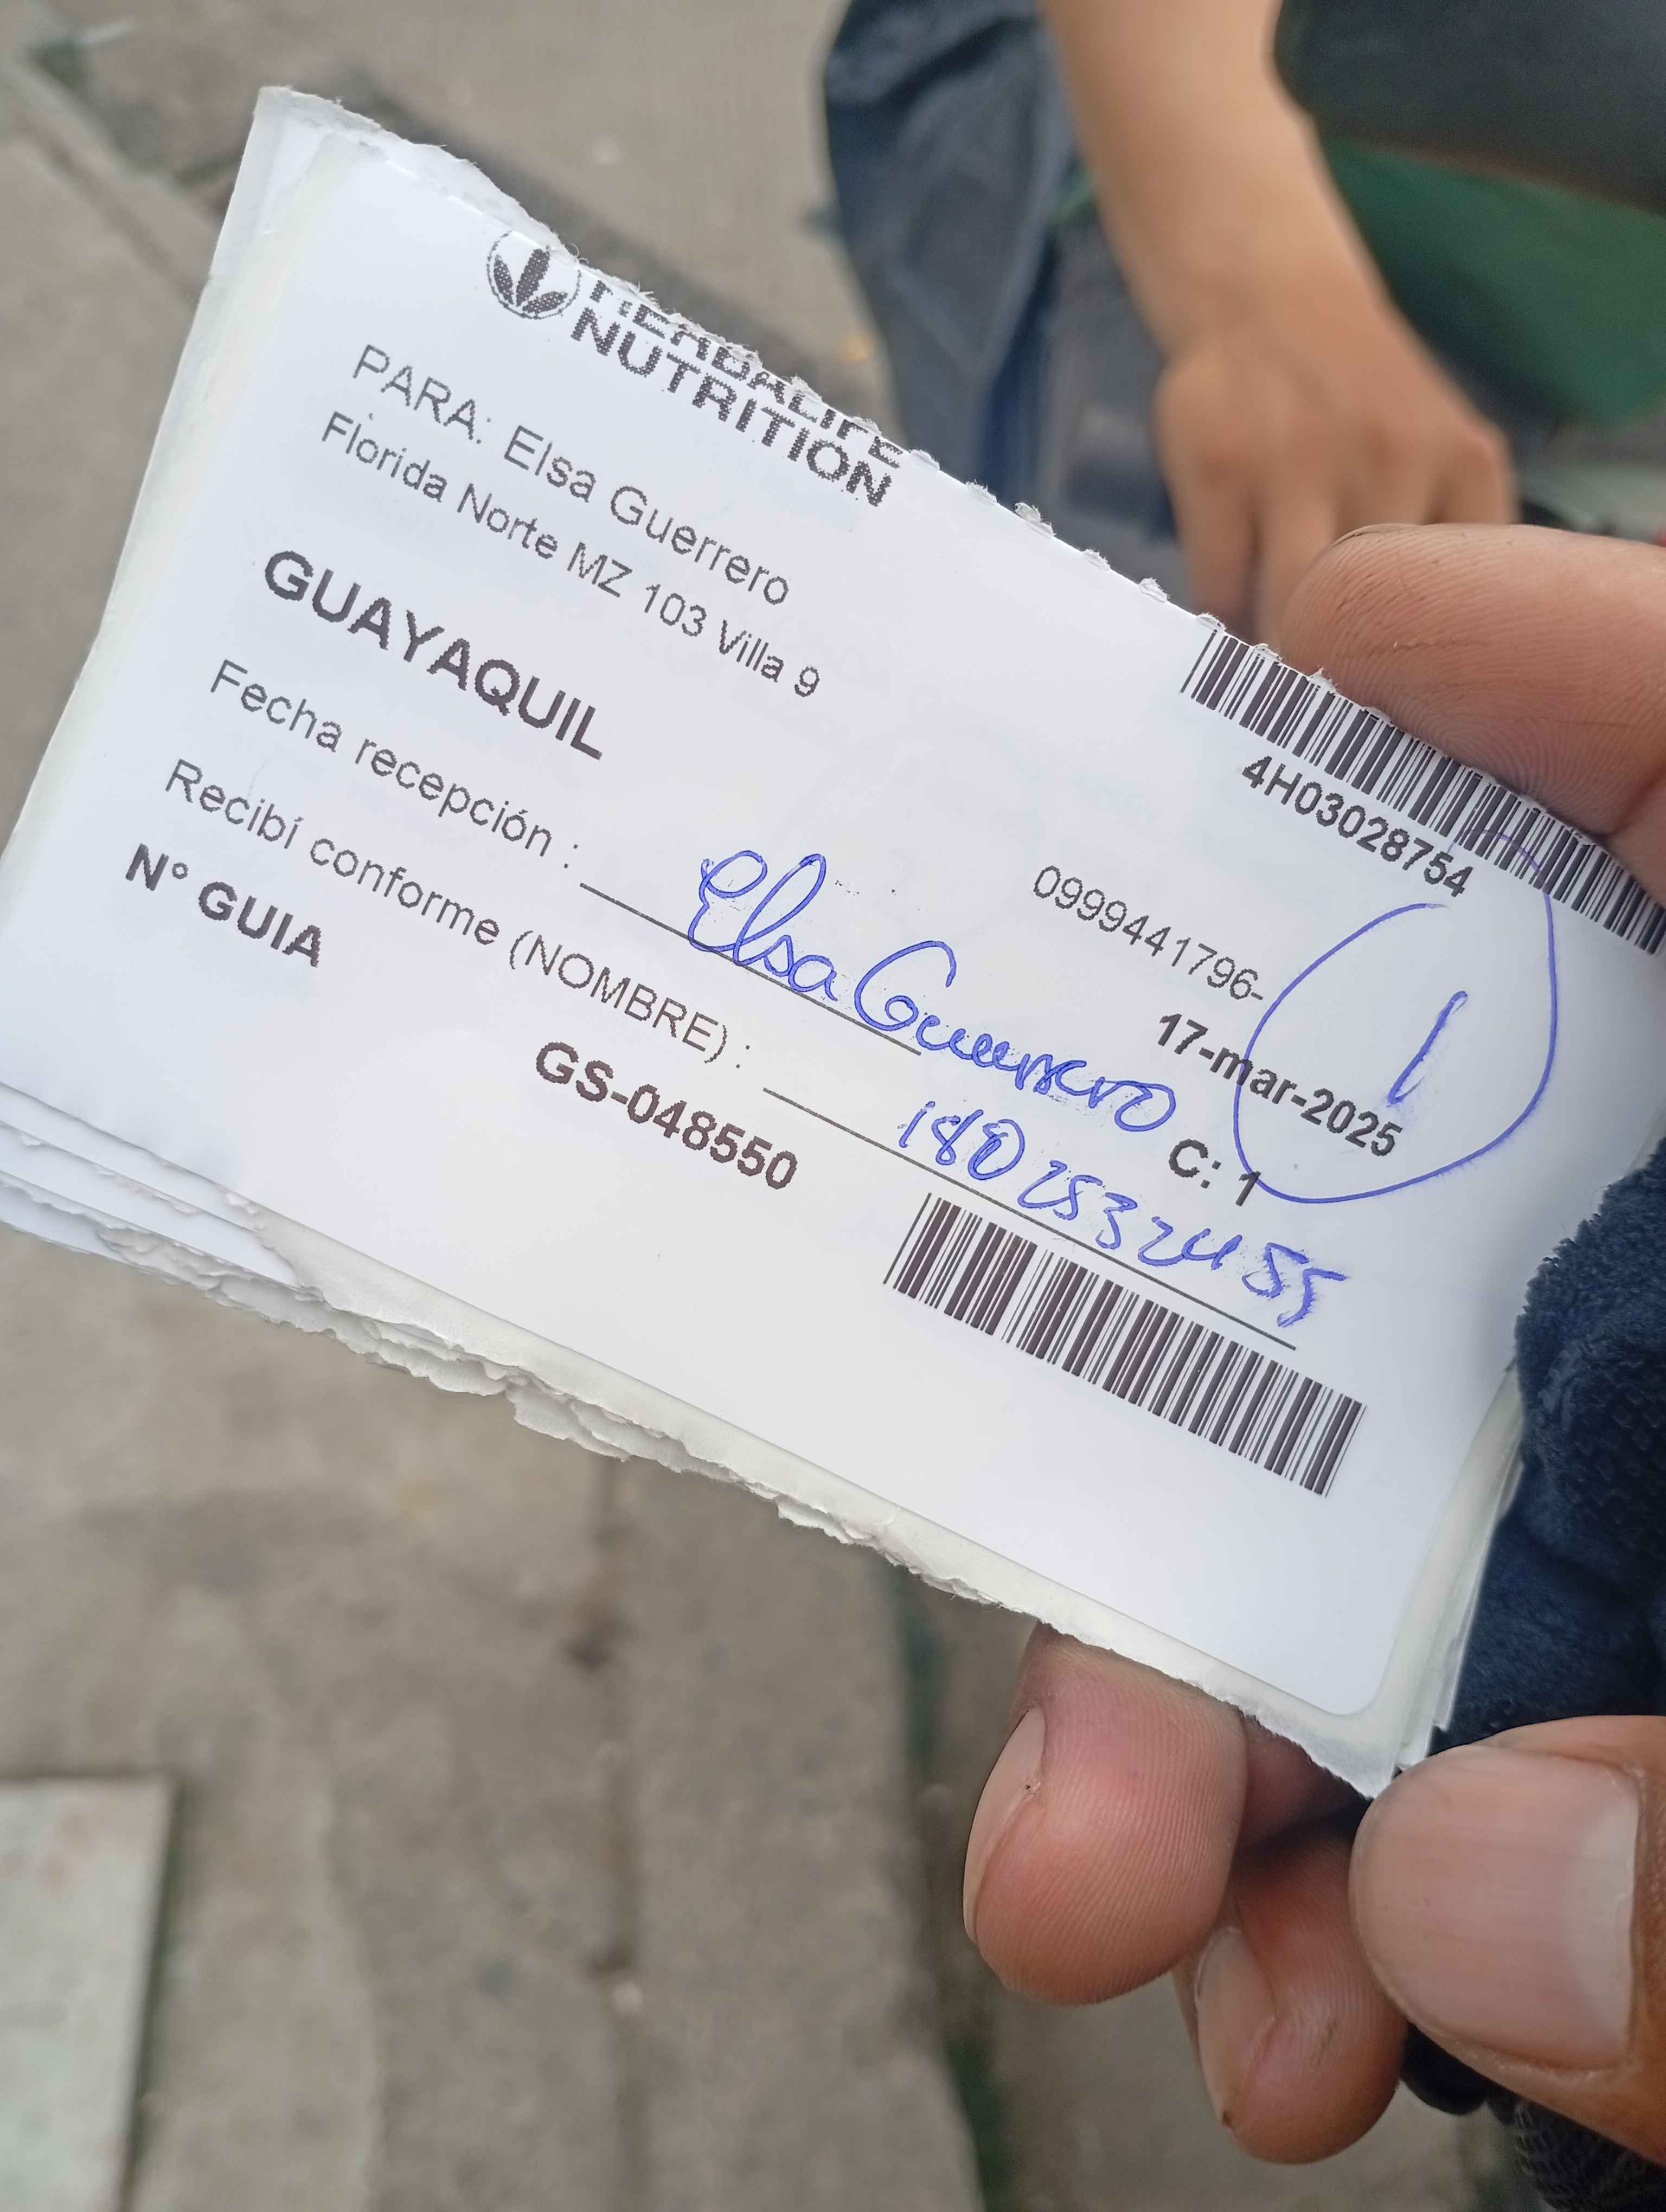 HERBALIFE
NUTRITION
PARA: Elsa Guerrero
Florida Norte MZ 103 Villa 9
GUAYAQUIL
4H03028754
0999441796-
17-mar-2025
Fecha recepción :
Elsa Guerrero
C: 1
1
Recibí conforme (NOMBRE) :
1802532455
N° GUIA
GS-048550